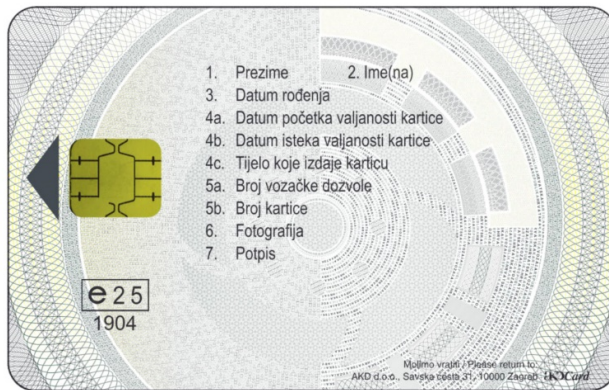 1. Prezime 2. Ime(na)
3. Datum rođenja
4a. Datum početka valjanosti kartice
4b. Datum isteka valjanosti kartice
4c. Tijelo koje izdaje karticu
5a. Broj vozačke dozvole
5b. Broj kartice
6. Fotografija
7. Potpis
e 25
1904
Molimo vratiti / Please return to:
AKD d.o.o., Savska cesta 31, 10000 Zagreb AKDCard